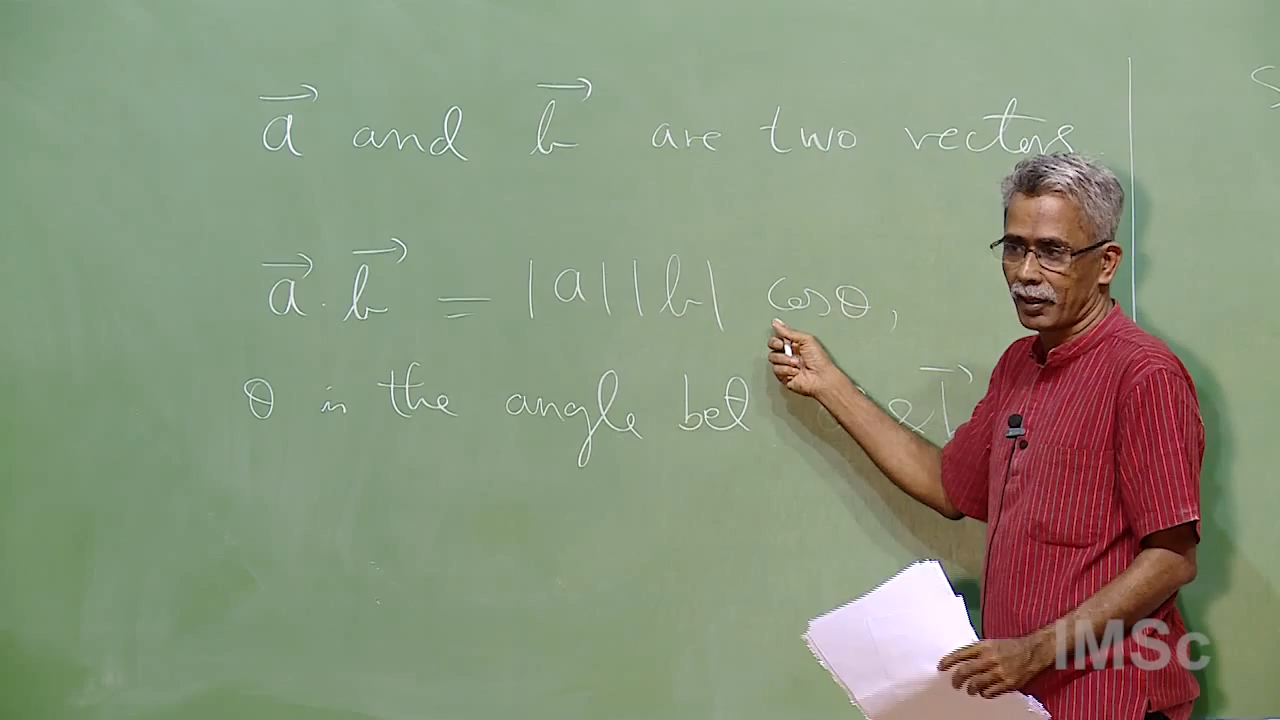 a⃗ and b⃗ are two vectors
a⃗ . b⃗ = |a| |b| cosθ,
θ is the angle bet & b⃗
IMSc